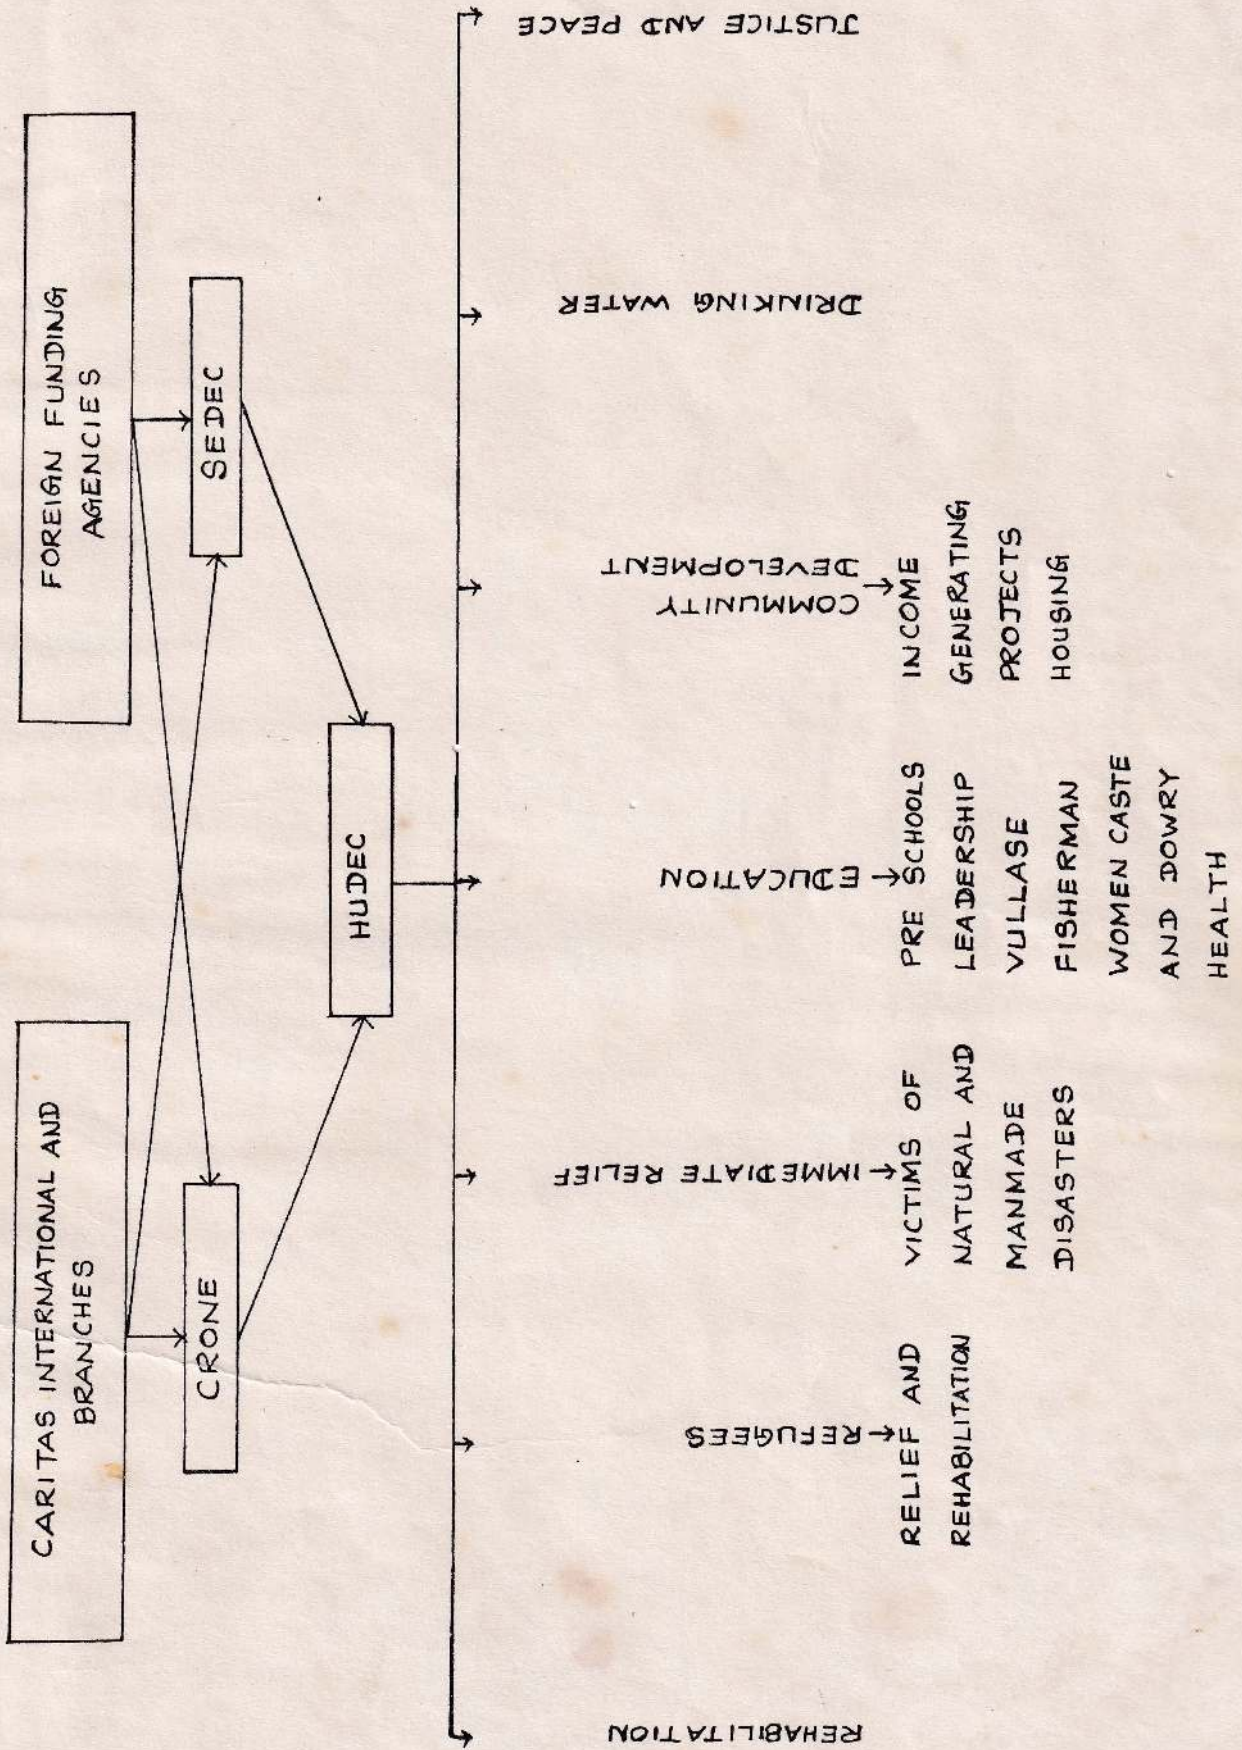 CARITAS INTERNATIONAL AND
BRANCHES
FOREIGN FUNDING
AGENCIES
CRONE
SEDEC
HUDEC
REHABILITATION
REFUGEES
RELIEF AND
REHABILITATION
IMMEDIATE RELIEF
VICTIMS OF
NATURAL AND
MANMADE
DISASTERS
EDUCATION
PRE SCHOOLS
LEADERSHIP
VULLASE
FISHERMAN
WOMEN CASTE
AND DOWRY
HEALTH
COMMUNITY
DEVELOPMENT
INCOME
GENERATING
PROJECTS
HOUSING
DRINKING WATER
JUSTICE AND PEACE